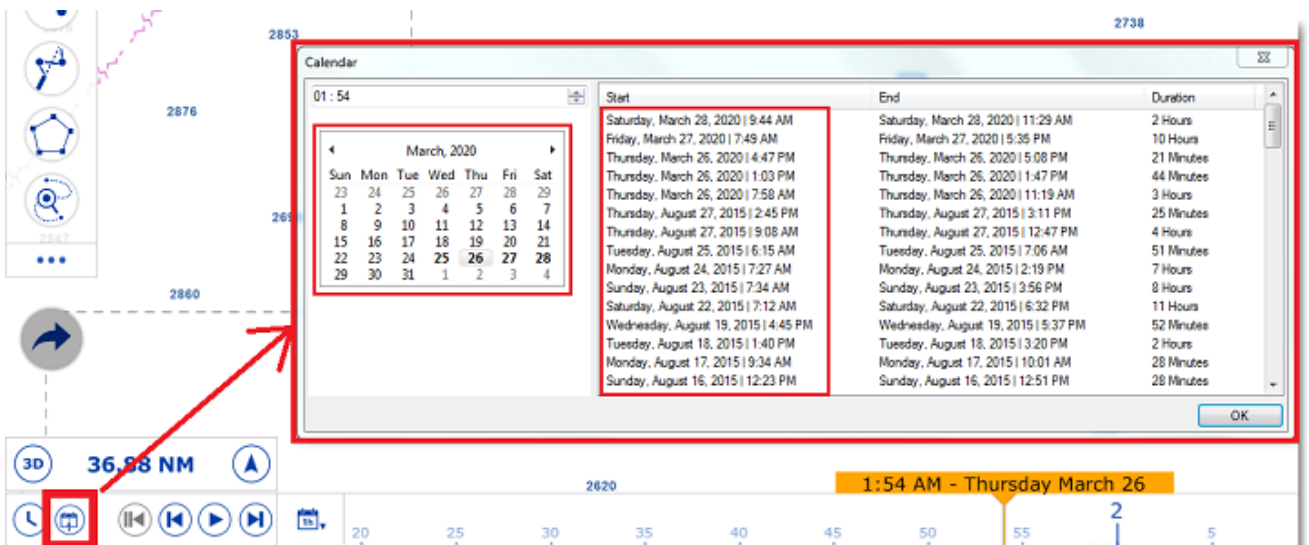 2738
2853
Calendar
01 : 54
Start End Duration
Saturday, March 28, 2020 | 9:44 AM Saturday, March 28, 2020 | 11:29 AM 2 Hours
Friday, March 27, 2020 | 7:49 AM Friday, March 27, 2020 | 5:35 PM 10 Hours
Thursday, March 26, 2020 | 4:47 PM Thursday, March 26, 2020 | 5:08 PM 21 Minutes
Thursday, March 26, 2020 | 1:03 PM Thursday, March 26, 2020 | 1:47 PM 44 Minutes
Thursday, March 26, 2020 | 7:58 AM Thursday, March 26, 2020 | 11:19 AM 3 Hours
Thursday, August 27, 2015 | 2:45 PM Thursday, August 27, 2015 | 3:11 PM 25 Minutes
Thursday, August 27, 2015 | 9:08 AM Thursday, August 27, 2015 | 12:47 PM 4 Hours
Tuesday, August 25, 2015 | 6:15 AM Tuesday, August 25, 2015 | 7:06 AM 51 Minutes
Monday, August 24, 2015 | 7:27 AM Monday, August 24, 2015 | 2:19 PM 7 Hours
Sunday, August 23, 2015 | 7:34 AM Sunday, August 23, 2015 | 3:56 PM 8 Hours
Saturday, August 22, 2015 | 7:12 AM Saturday, August 22, 2015 | 6:32 PM 11 Hours
Wednesday, August 19, 2015 | 4:45 PM Wednesday, August 19, 2015 | 5:37 PM 52 Minutes
Tuesday, August 18, 2015 | 1:40 PM Tuesday, August 18, 2015 | 3:20 PM 2 Hours
Monday, August 17, 2015 | 9:34 AM Monday, August 17, 2015 | 10:01 AM 28 Minutes
Sunday, August 16, 2015 | 12:23 PM Sunday, August 16, 2015 | 12:51 PM 28 Minutes
March, 2020
Sun Mon Tue Wed Thu Fri Sat
23 24 25 26 27 28 29
1 2 3 4 5 6 7
8 9 10 11 12 13 14
15 16 17 18 19 20 21
22 23 24 25 26 27 28
29 30 31 1 2 3 4
OK
2876
2847
2860
3D 36.88 NM
2620
1:54 AM - Thursday March 26
2
20 25 30 35 40 45 50 55 5